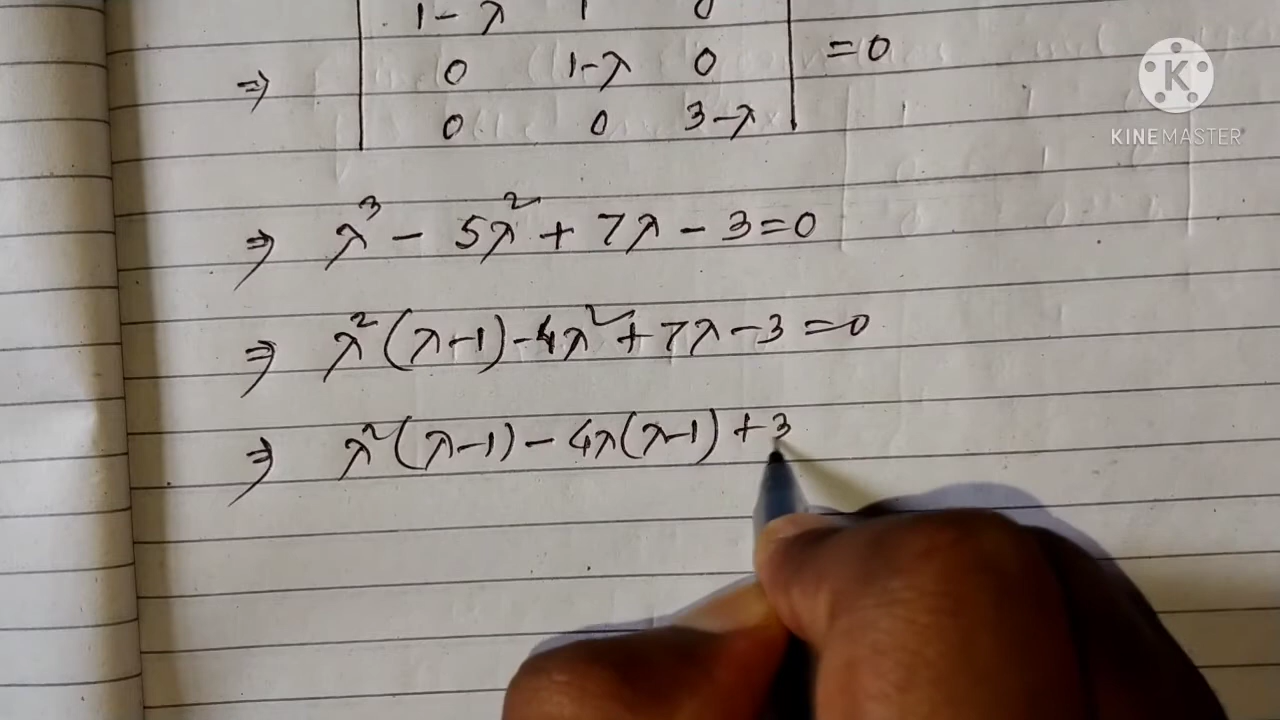 1-λ 1 0
⇒ 0 1-λ 0 =0
0 0 3-λ
⇒ λ³ - 5λ² + 7λ - 3=0
⇒ λ²(λ-1)-4λ²+7λ-3=0
⇒ λ²(λ-1)-4λ(λ-1)+3
K
KINEMASTER